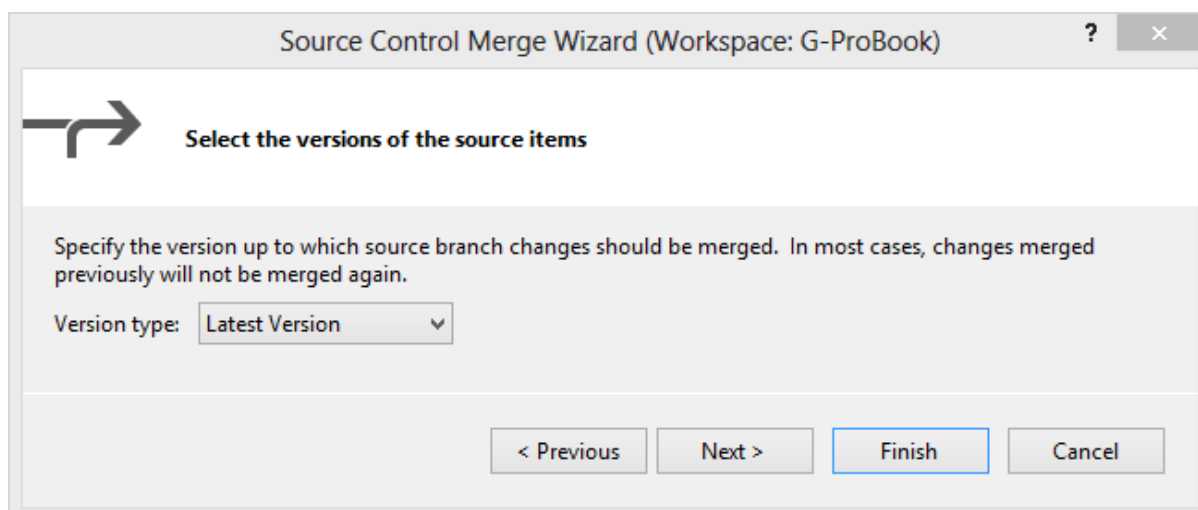 Source Control Merge Wizard (Workspace: G-ProBook)
?
×
Select the versions of the source items
Specify the version up to which source branch changes should be merged.  In most cases, changes merged
previously will not be merged again.
Version type: Latest Version
< Previous Next > Finish Cancel